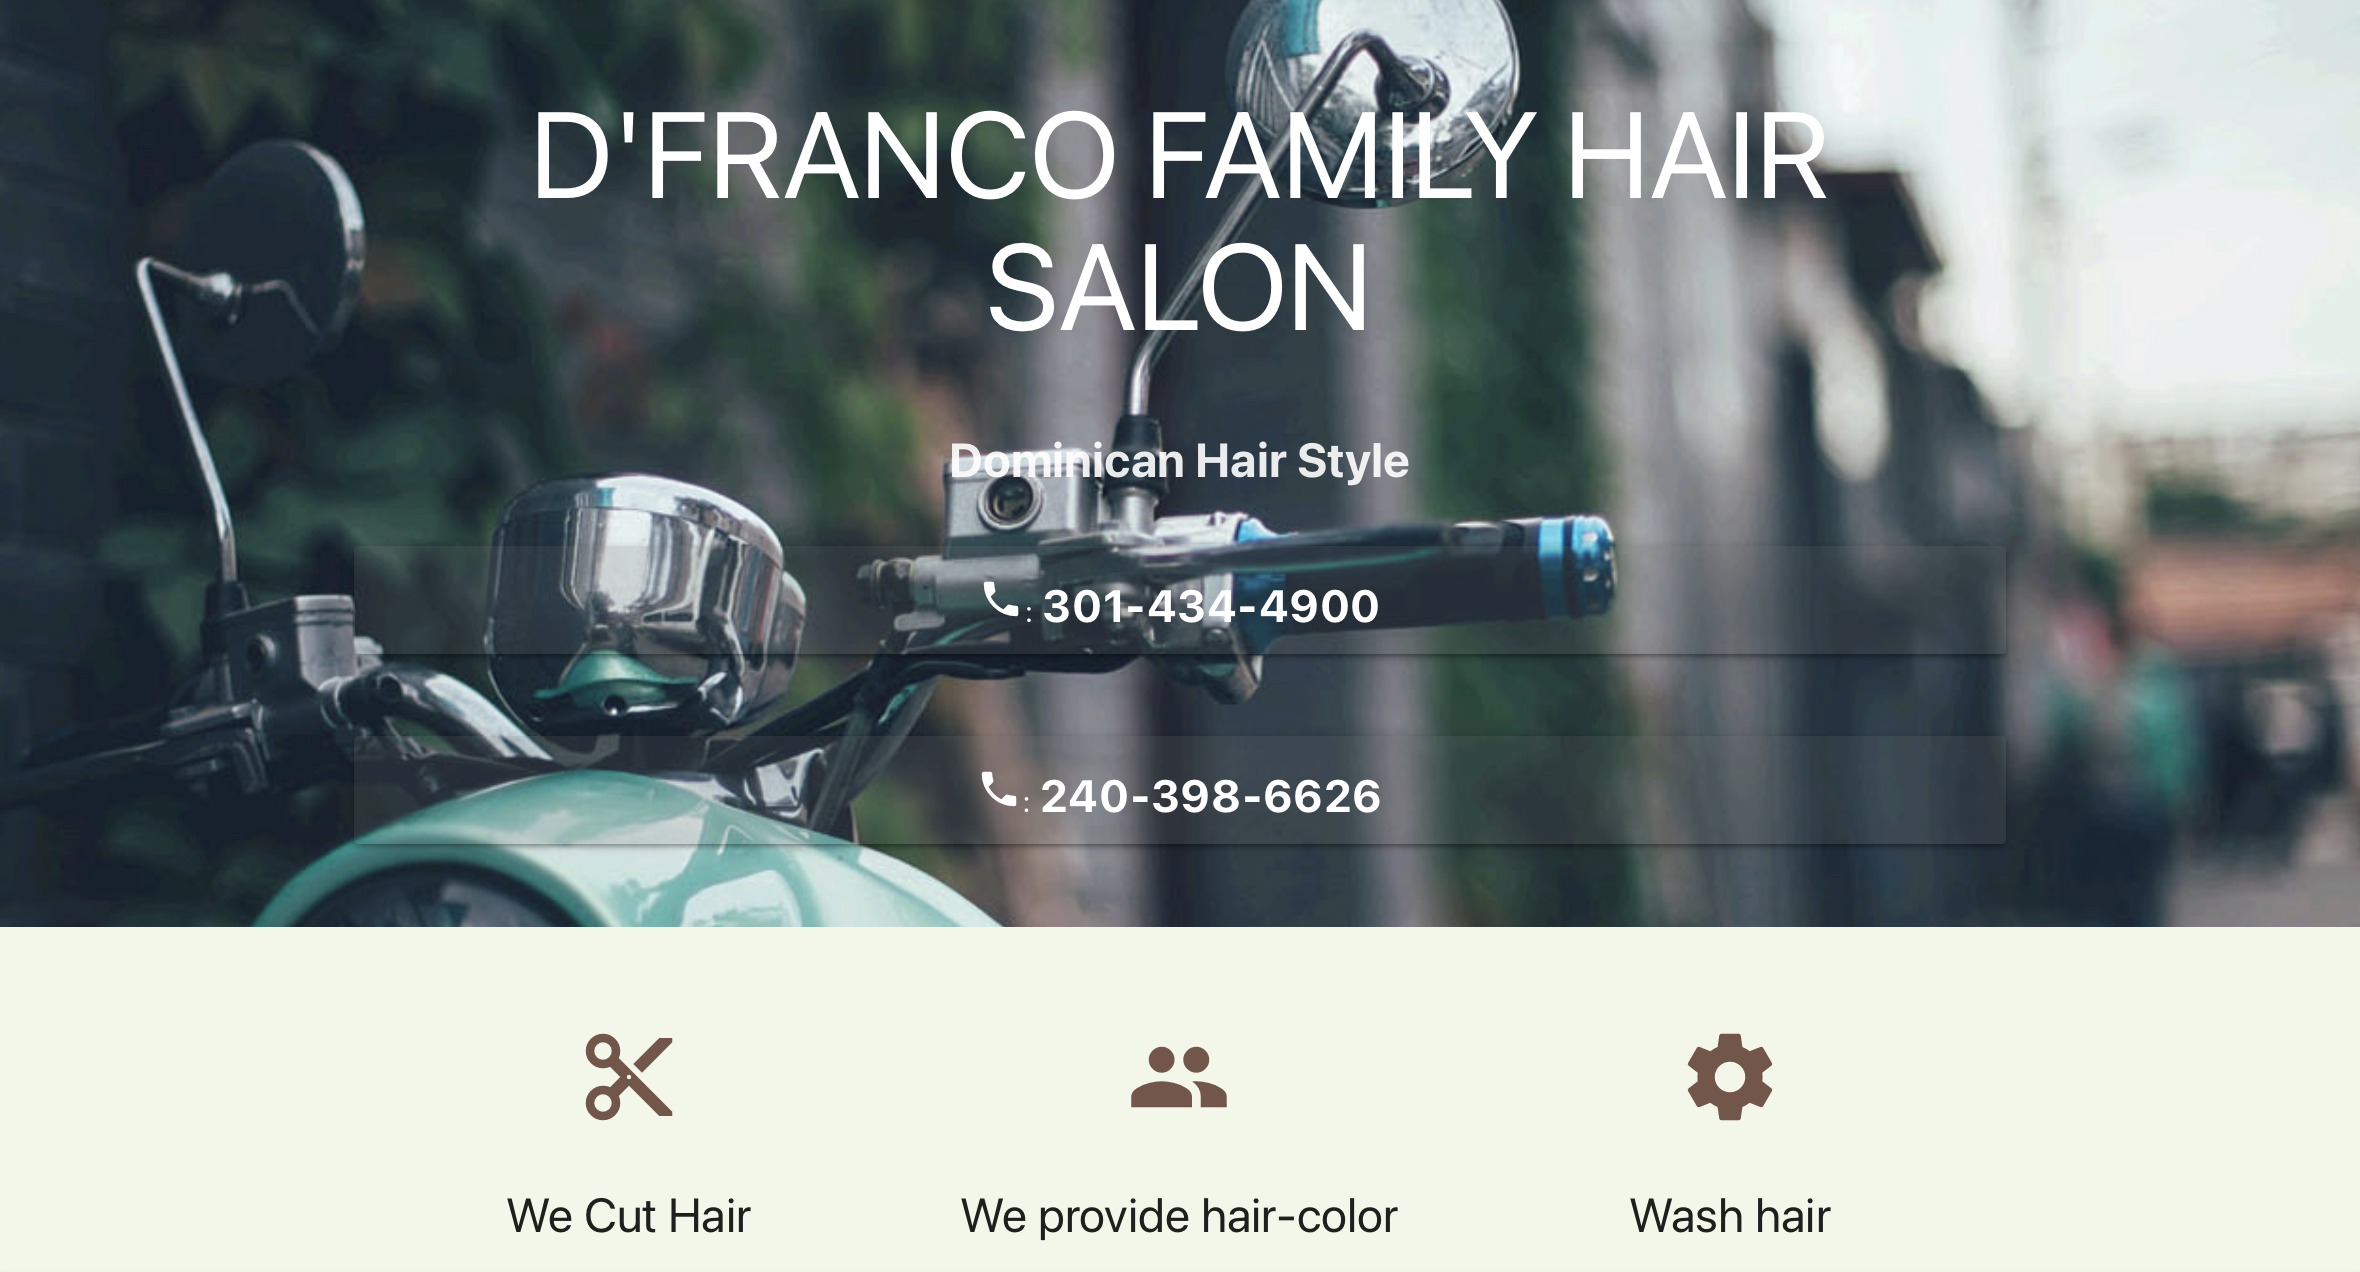 D'FRANCO FAMILY HAIR
SALON
Dominican Hair Style
: 301-434-4900
: 240-398-6626
We Cut Hair
We provide hair-color
Wash hair